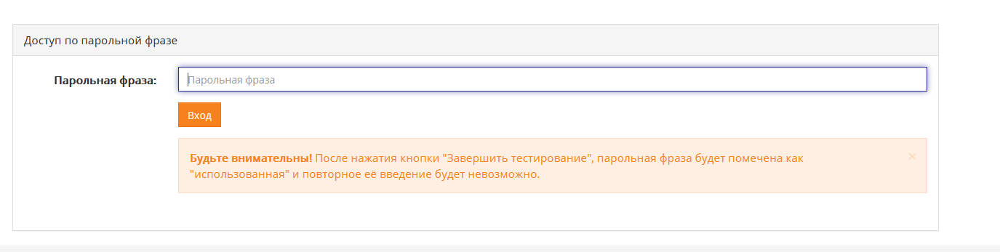 Доступ по парольной фразе
Парольная фраза:
Парольная фраза
Вход
Будьте внимательны! После нажатия кнопки "Завершить тестирование", парольная фраза будет помечена как
"использованная" и повторное её введение будет невозможно.
×